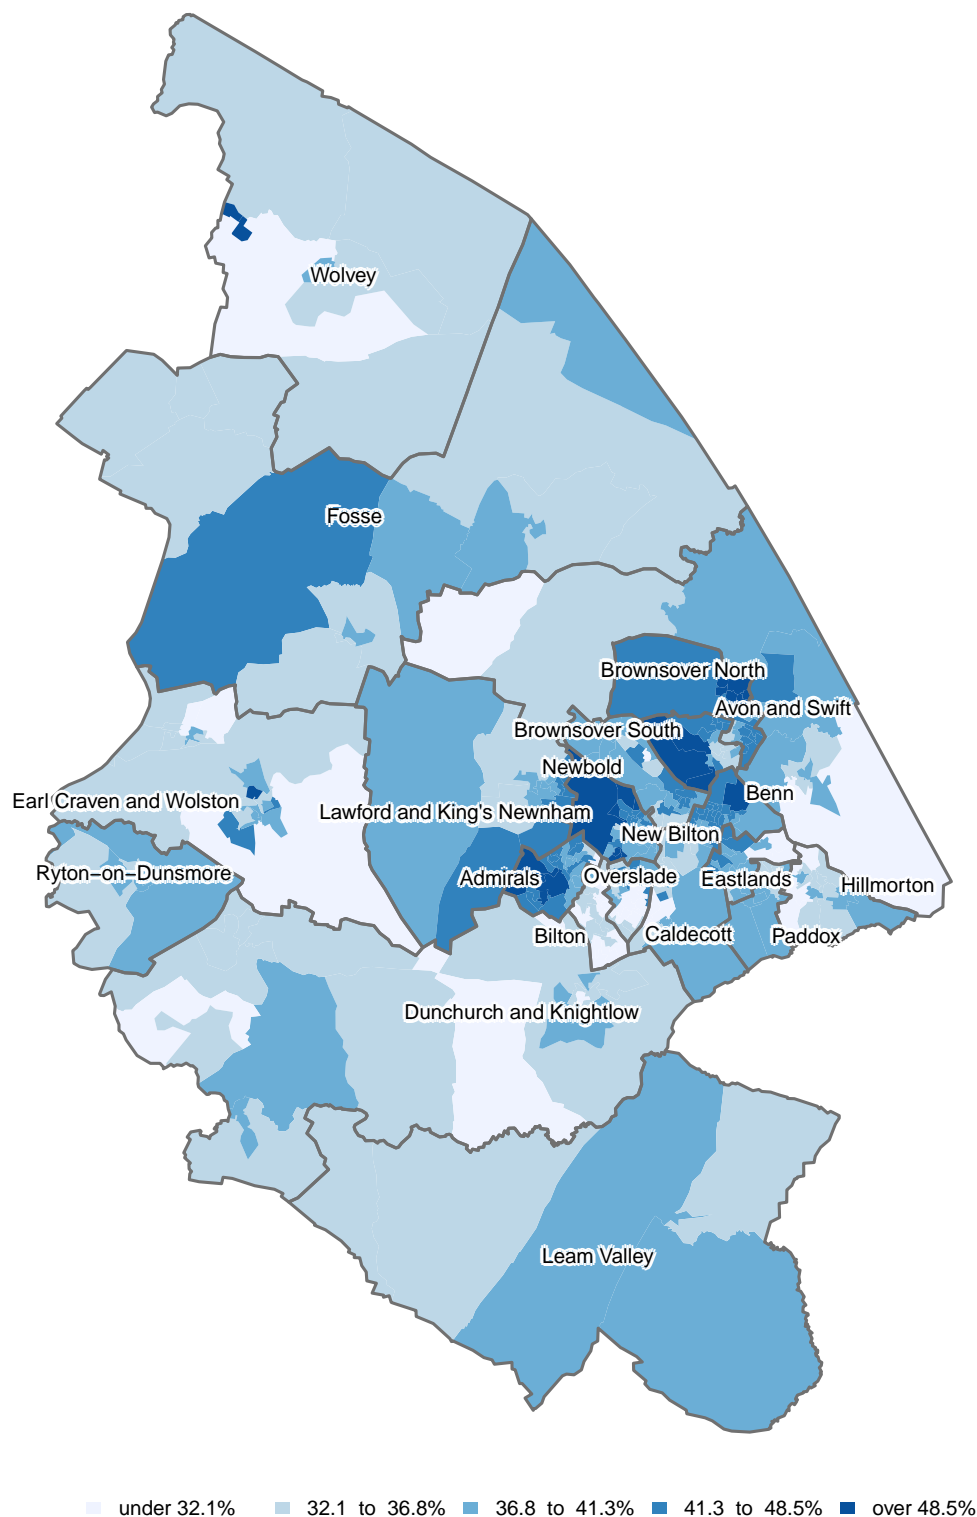 Wolvey
Fosse
Brownsover North
Avon and Swift
Brownsover South
Newbold
Benn
Earl Craven and Wolston
Lawford and King's Newnham
New Bilton
Ryton−on−Dunsmore
Admirals
Overslade
Eastlands
Hillmorton
Bilton
Caldecott
Paddox
Dunchurch and Knightlow
Leam Valley
under 32.1%
32.1 to 36.8%
36.8 to 41.3%
41.3 to 48.5%
over 48.5%